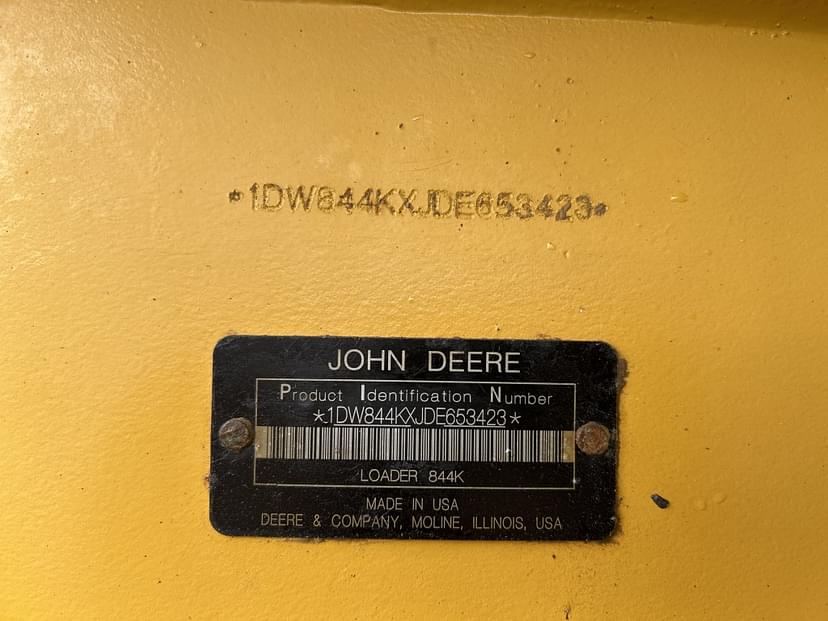 *1DW844KXJDE653423*
JOHN DEERE
Product Identification Number
*1DW844KXJDE653423*
LOADER 844K
MADE IN USA
DEERE & COMPANY, MOLINE, ILLINOIS, USA